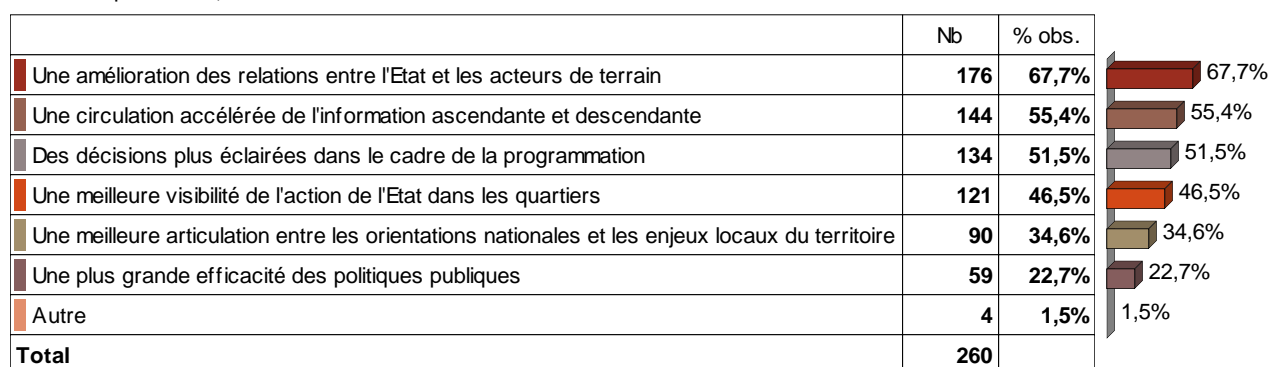 Nb % obs.
Une amélioration des relations entre l'Etat et les acteurs de terrain 176 67,7% 67,7%
Une circulation accélérée de l'information ascendante et descendante 144 55,4% 55,4%
Des décisions plus éclairées dans le cadre de la programmation 134 51,5% 51,5%
Une meilleure visibilité de l'action de l'Etat dans les quartiers 121 46,5% 46,5%
Une meilleure articulation entre les orientations nationales et les enjeux locaux du territoire 90 34,6% 34,6%
Une plus grande efficacité des politiques publiques 59 22,7% 22,7%
Autre 4 1,5% 1,5%
Total 260